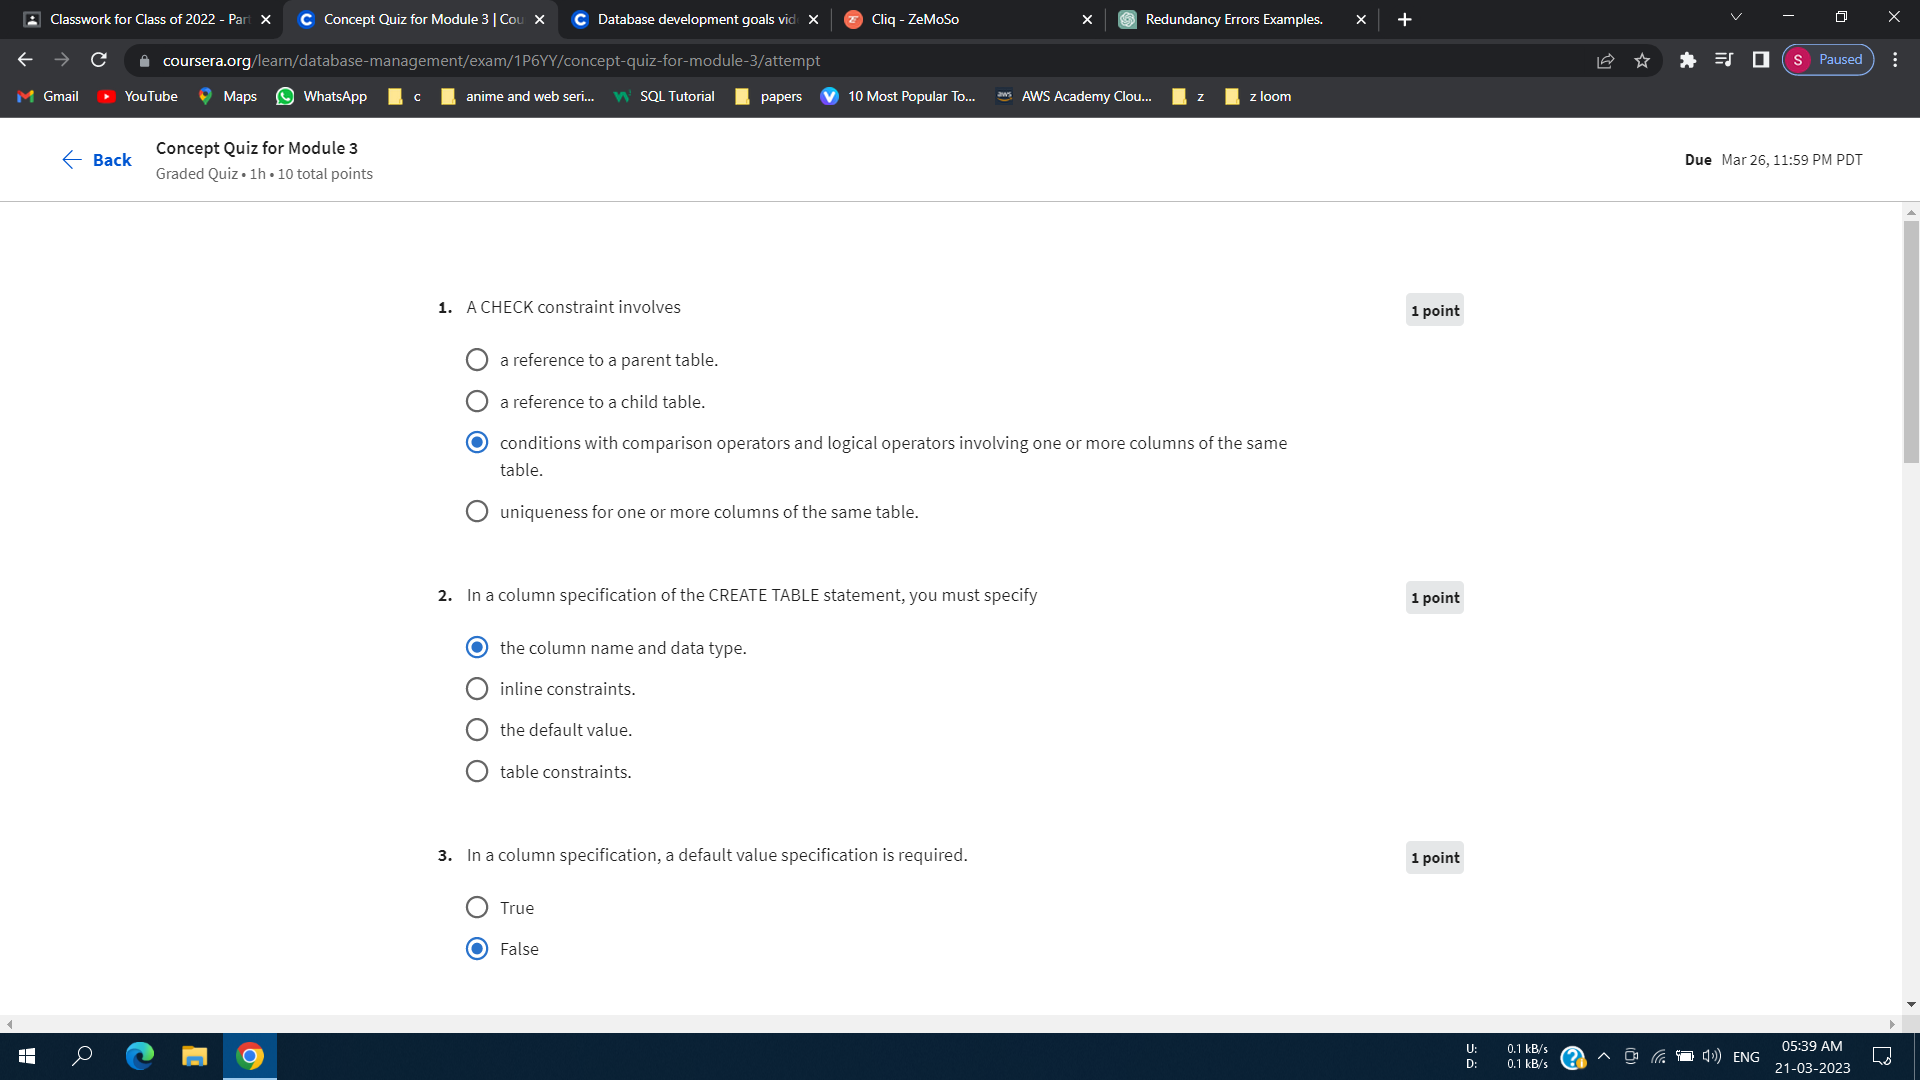 Classwork for Class of 2022 - Part
Concept Quiz for Module 3 | Cou
Database development goals vid
Cliq - ZeMoSo
Redundancy Errors Examples.
coursera.org/learn/database-management/exam/1P6YY/concept-quiz-for-module-3/attempt
S Paused
Gmail YouTube Maps WhatsApp c anime and web seri... SQL Tutorial papers 10 Most Popular To... aws AWS Academy Clou... z z loom
Back
Concept Quiz for Module 3
Graded Quiz • 1h • 10 total points
Due Mar 26, 11:59 PM PDT
1. A CHECK constraint involves
1 point
a reference to a parent table.
a reference to a child table.
conditions with comparison operators and logical operators involving one or more columns of the same
table.
uniqueness for one or more columns of the same table.
2. In a column specification of the CREATE TABLE statement, you must specify
1 point
the column name and data type.
inline constraints.
the default value.
table constraints.
3. In a column specification, a default value specification is required.
1 point
True
False
U: 0.1 kB/s
D: 0.1 kB/s
ENG
05:39 AM
21-03-2023